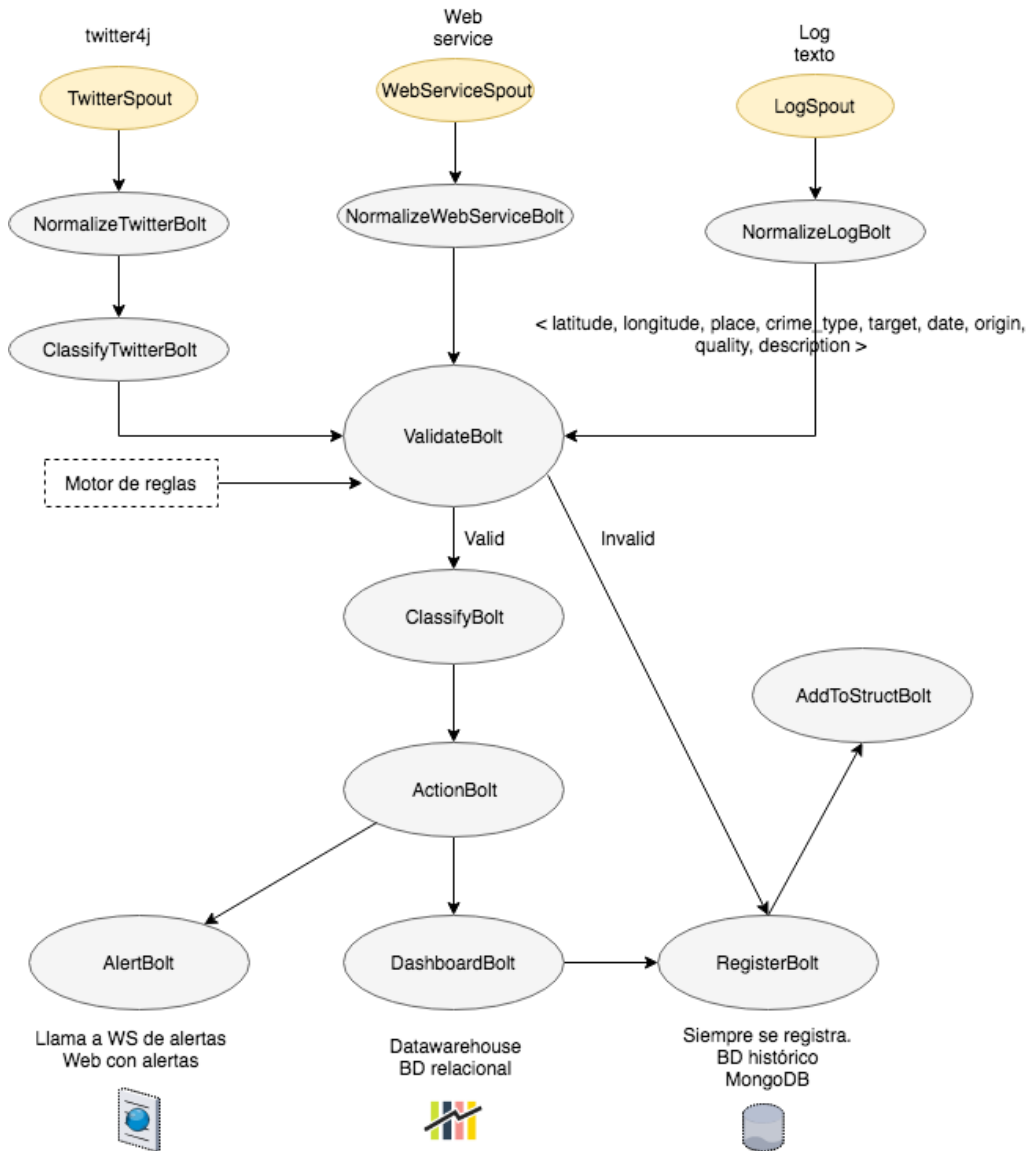 twitter4j
Web
service
Log
texto
TwitterSpout
WebServiceSpout
LogSpout
NormalizeTwitterBolt
NormalizeWebServiceBolt
NormalizeLogBolt
< latitude, longitude, place, crime_type, target, date, origin,
quality, description >
ClassifyTwitterBolt
ValidateBolt
Motor de reglas
Valid
Invalid
ClassifyBolt
AddToStructBolt
ActionBolt
AlertBolt
DashboardBolt
RegisterBolt
Llama a WS de alertas
Web con alertas
Datawarehouse
BD relacional
Siempre se registra.
BD histórico
MongoDB